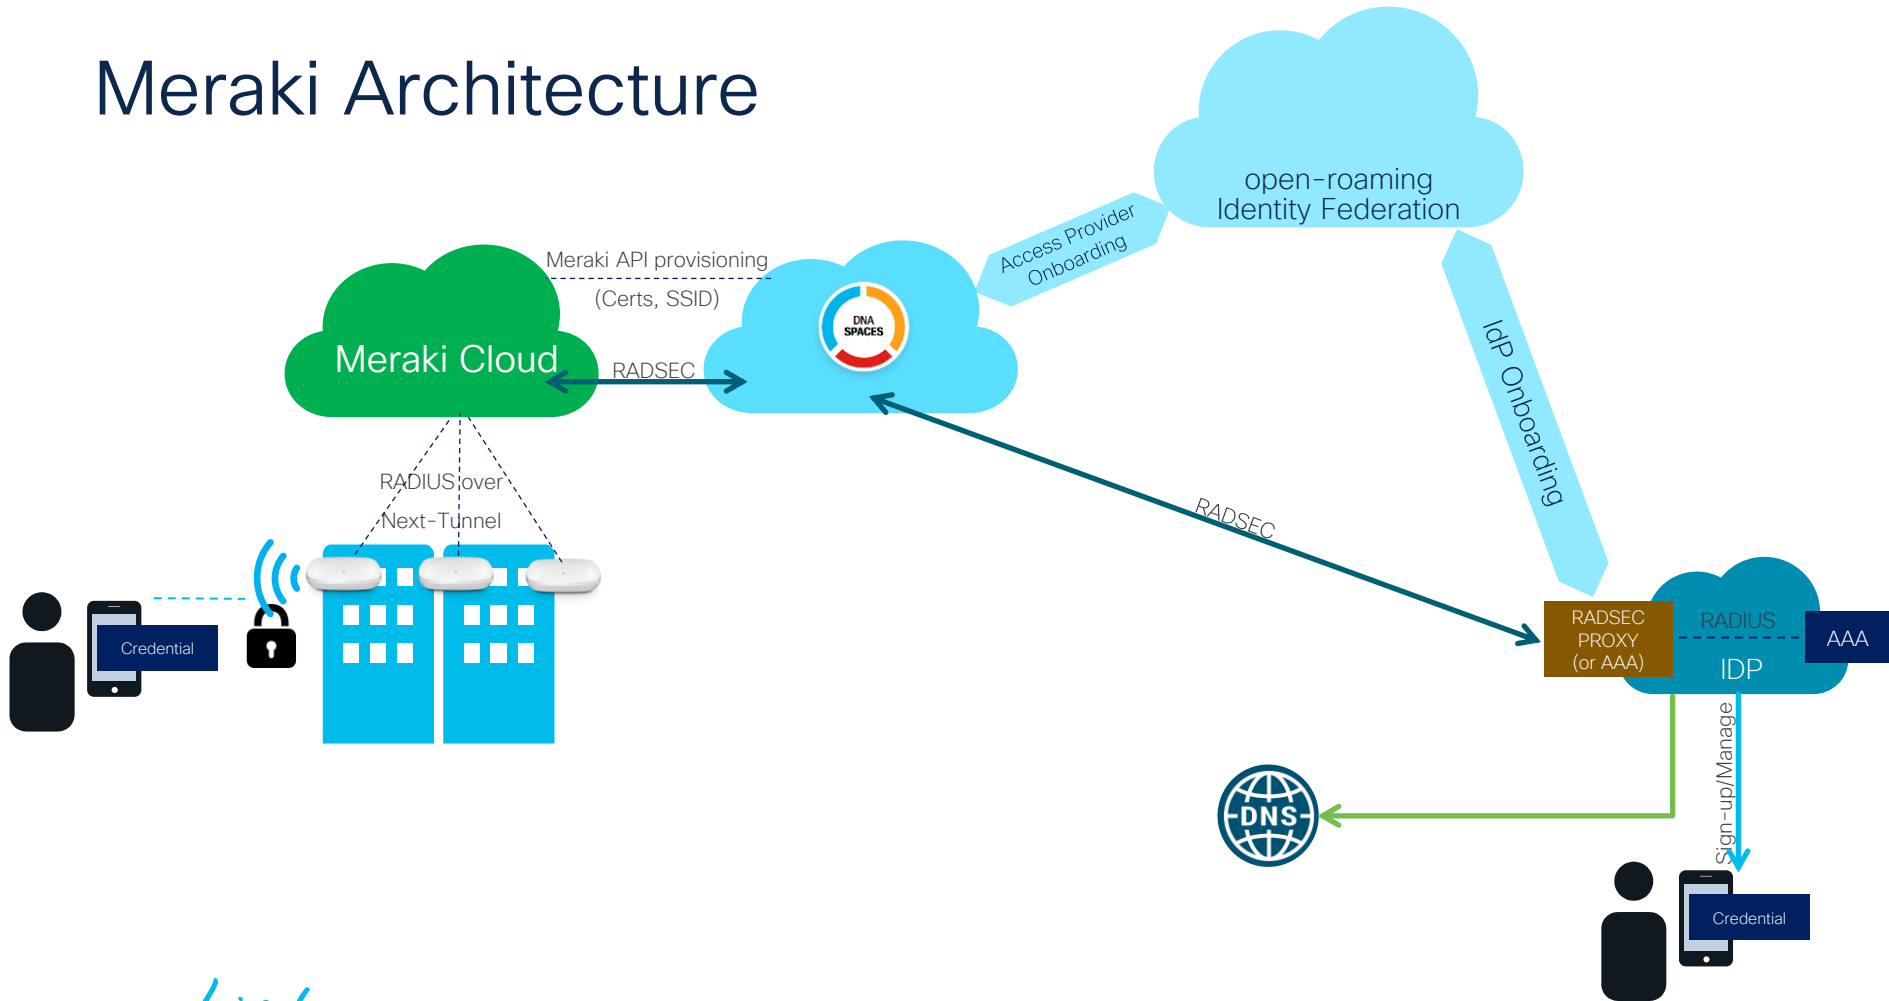 Meraki Architecture
open-roaming
Identity Federation
Access Provider
Onboarding
Meraki API provisioning
(Certs, SSID)
DNA
SPACES
Meraki Cloud
RADSEC
IdP Onboarding
RADIUS over
Next-Tunnel
RADSEC
Credential
RADSEC
PROXY
(or AAA)
RADIUS
AAA
IDP
Sign-up/Manage
DNS
Credential